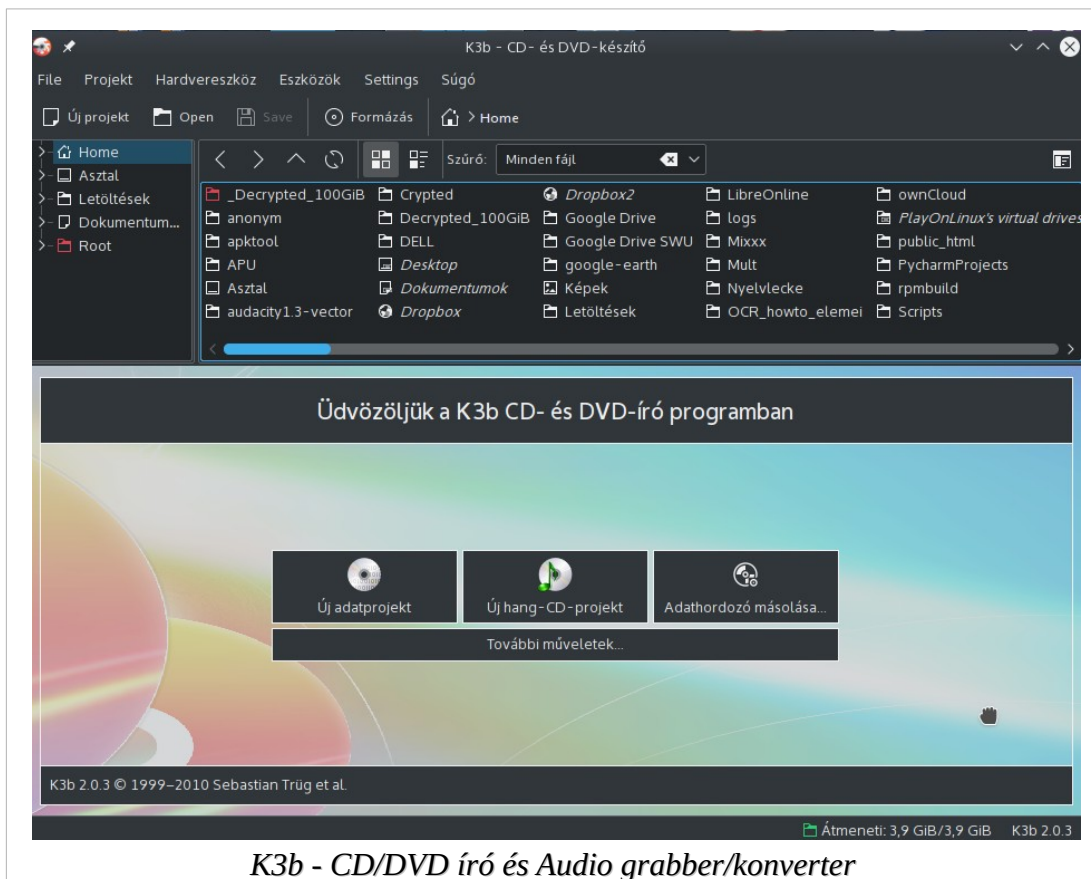 K3b - CD- és DVD-készítő
File Projekt Hardvereszköz Eszközök Settings Súgó
Új projekt Open Save Formázás > Home
Home
Asztal
Letöltések
Dokumentum...
Root
Szűrő: Minden fájl
_Decrypted_100GiB Crypted Dropbox2 LibreOnline ownCloud
anonym Decrypted_100GiB Google Drive logs PlayOnLinux's virtual drives
apktool DELL Google Drive SWU Mixxx public_html
APU Desktop google-earth Mult PycharmProjects
Asztal Dokumentumok Képek Nyelvlecke rpmbuild
audacity1.3-vector Dropbox Letöltések OCR_howto_elemei Scripts
Üdvözöljük a K3b CD- és DVD-író programban
Új adatprojekt Új hang-CD-projekt Adathordozó másolása...
További műveletek...
K3b 2.0.3 © 1999–2010 Sebastian Trüg et al.
Átmeneti: 3,9 GiB/3,9 GiB K3b 2.0.3
K3b - CD/DVD író és Audio grabber/konverter